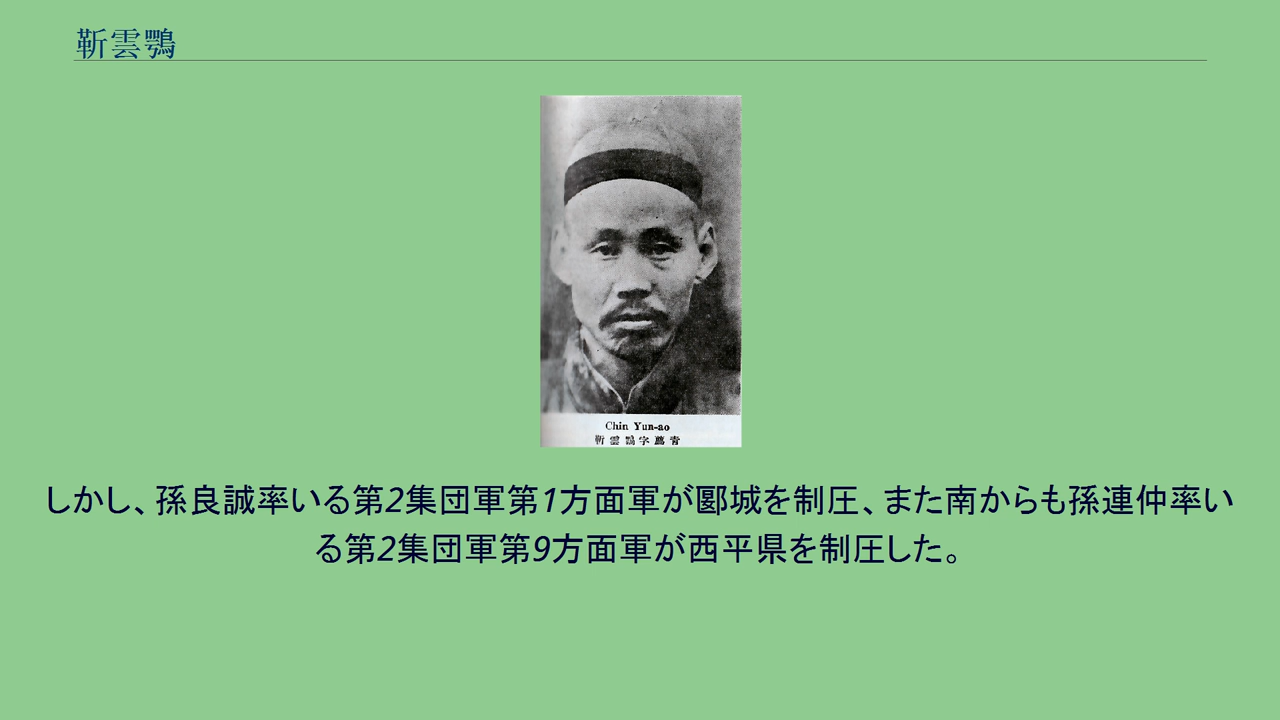 靳雲鶚
Chin Yun-ao
靳雲鶚字薦青
しかし、孫良誠率いる第2集団軍第1方面軍が郾城を制圧、また南からも孫連仲率い
る第2集団軍第9方面軍が西平県を制圧した。